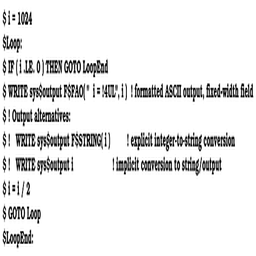 $ i = 1024
$Loop:
$ IF ( i .LE. 0 ) THEN GOTO LoopEnd
$ WRITE sys$output F$FAO( " i = !4UL", i ) ! formatted ASCII output, fixed-width field
$ ! Output alternatives:
$ ! WRITE sys$output F$STRING( i ) ! explicit integer-to-string conversion
$ ! WRITE sys$output i ! implicit conversion to string/output
$ i = i / 2
$ GOTO Loop
$LoopEnd: